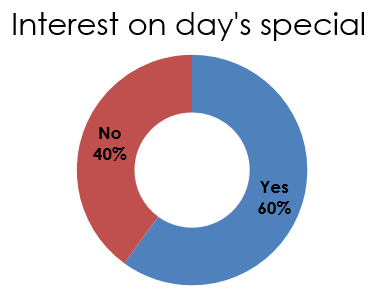 Interest on day's special
No
40%
Yes
60%